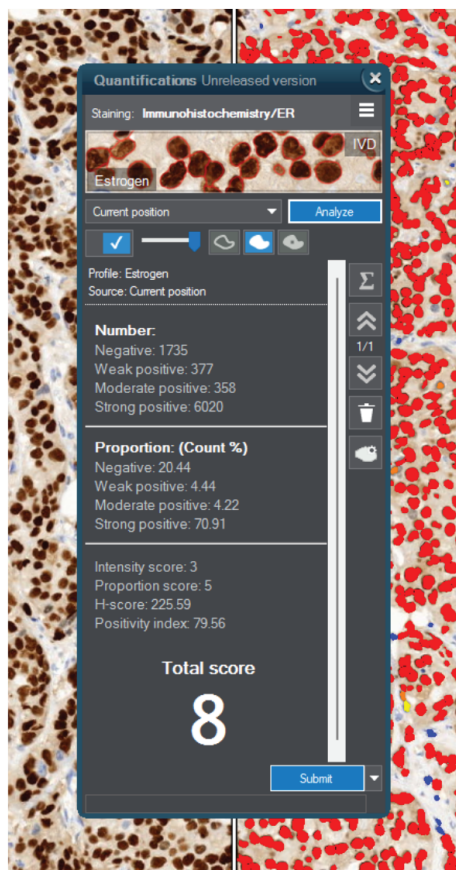 Quantifications Unreleased version
Staining: Immunohistochemistry/ER
IVD
Estrogen
Current position
Analyze
Profile: Estrogen
Source: Current position
Σ
1/1
Number:
Negative: 1735
Weak positive: 377
Moderate positive: 358
Strong positive: 6020
Proportion: (Count %)
Negative: 20.44
Weak positive: 4.44
Moderate positive: 4.22
Strong positive: 70.91
Intensity score: 3
Proportion score: 5
H-score: 225.59
Positivity index: 79.56
Total score
8
Submit